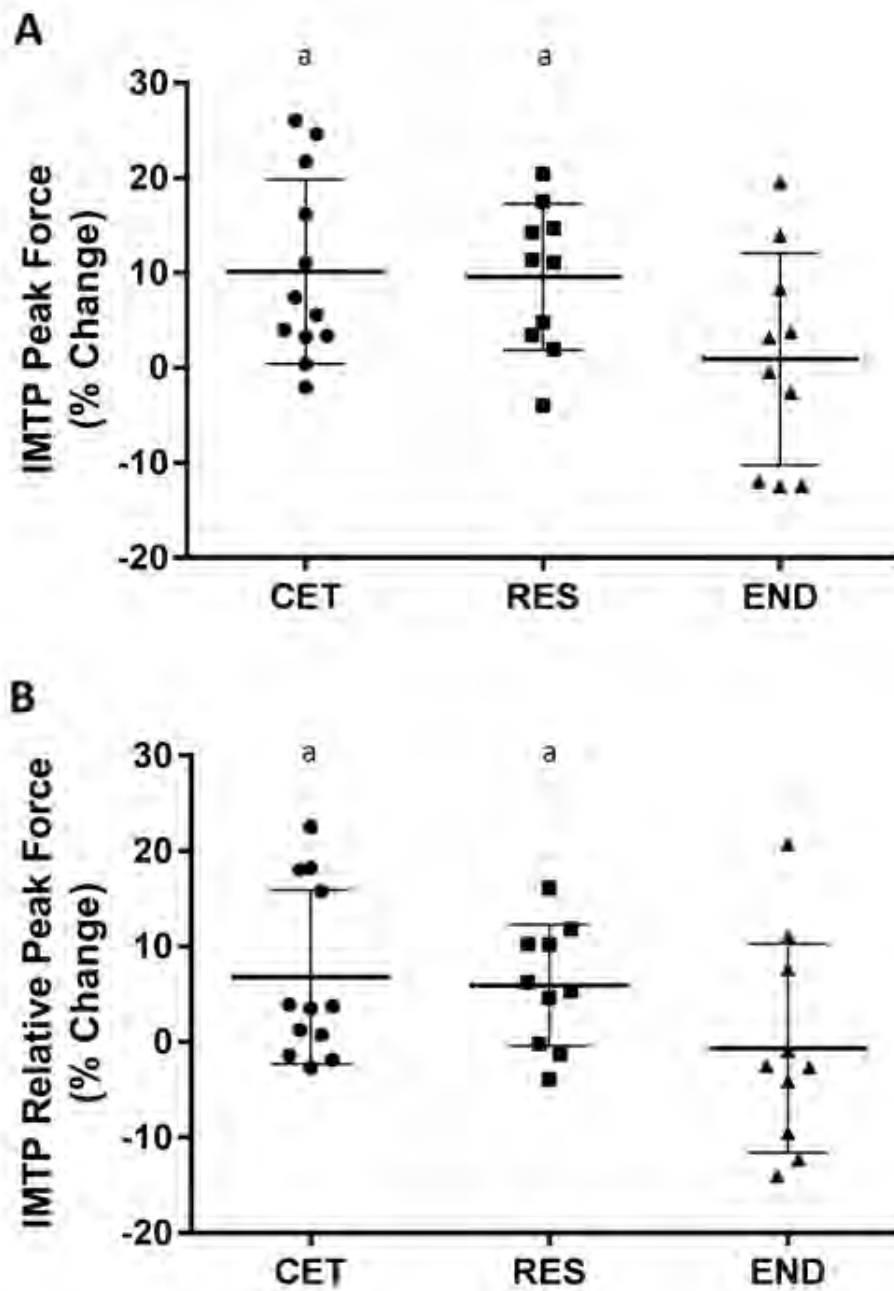 A
a a
IMTP Peak Force
(% Change)
30
20
10
0
-10
-20
CET RES END
B
a a
IMTP Relative Peak Force
(% Change)
30
20
10
0
-10
-20
CET RES END